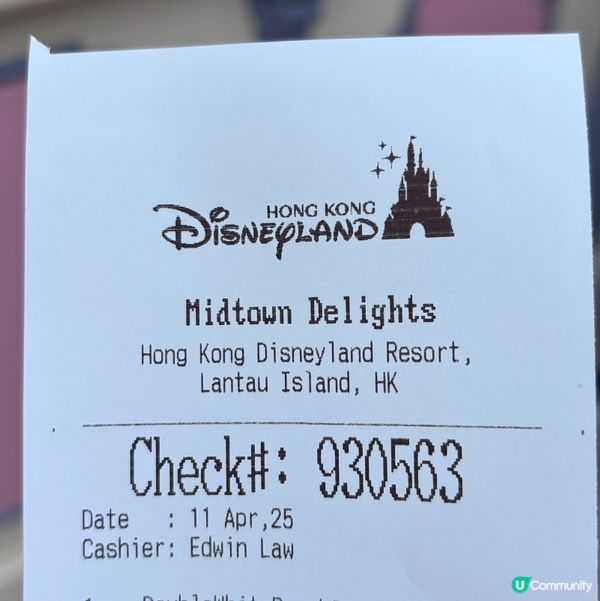 HONG KONG
DISNEYLAND
Midtown Delights
Hong Kong Disneyland Resort,
Lantau Island, HK
Check#: 930563
Date : 11 Apr,25
Cashier: Edwin Law
U Community